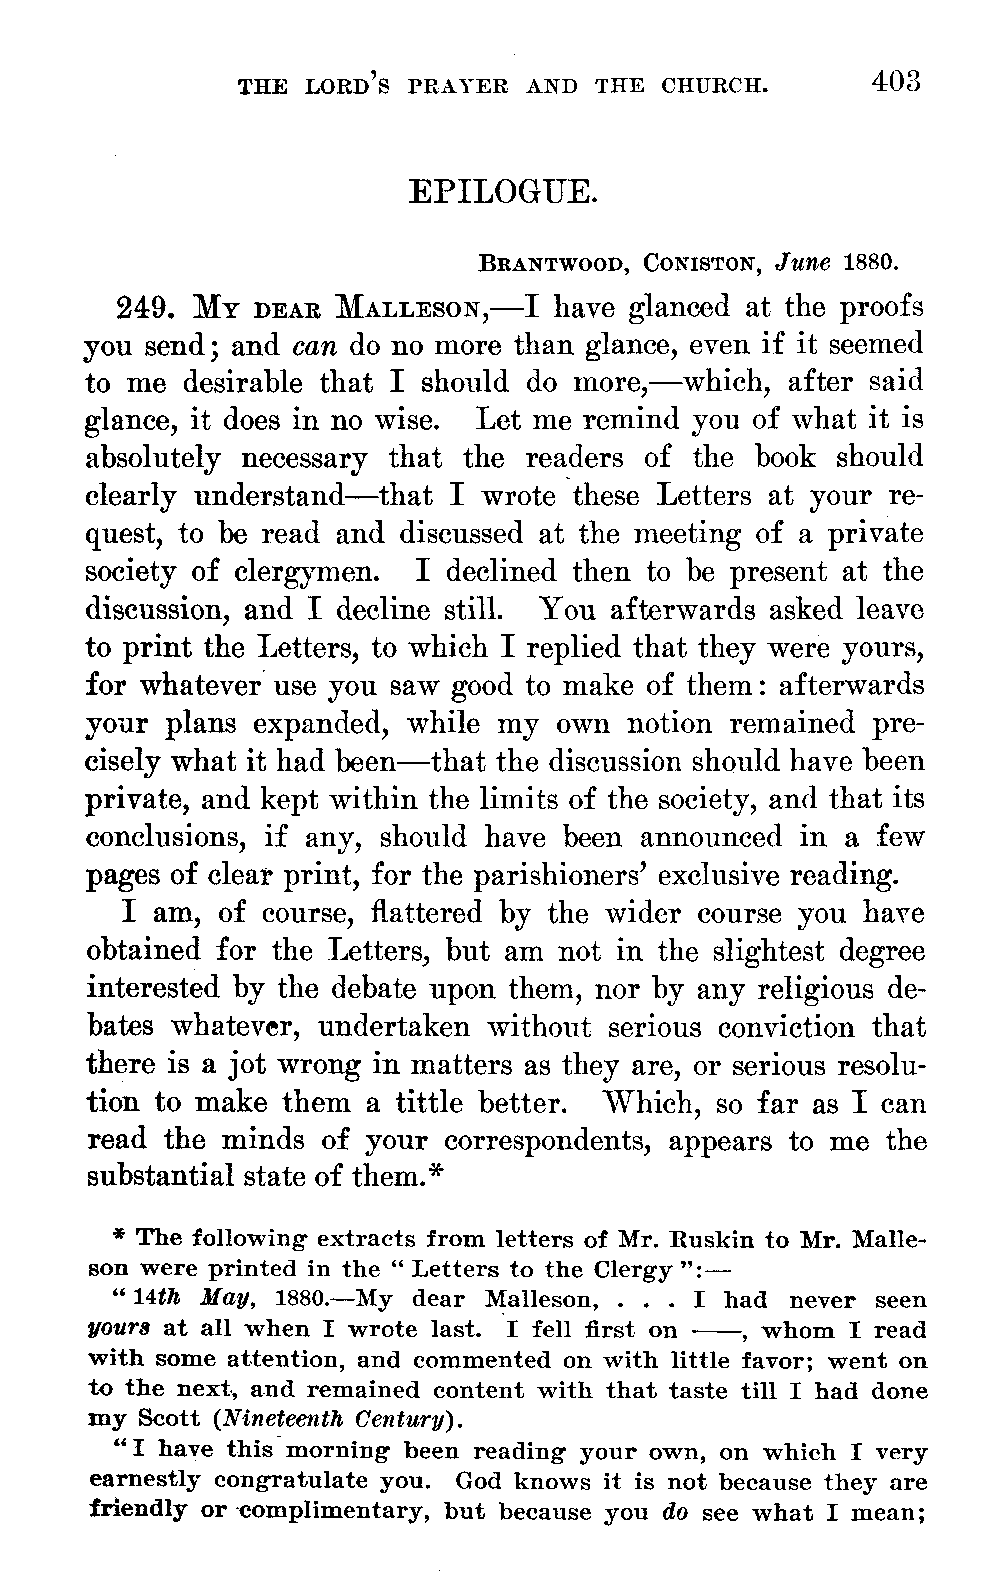 THE LORD'S PRAYER AND THE CHURCH. 403
EPILOGUE.
BRANTWOOD, CONISTON, June 1880.
249. MY DEAR MALLESON,—I have glanced at the proofs
you send; and can do no more than glance, even if it seemed
to me desirable that I should do more,—which, after said
glance, it does in no wise. Let me remind you of what it is
absolutely necessary that the readers of the book should
clearly understand—that I wrote these Letters at your re-
quest, to be read and discussed at the meeting of a private
society of clergymen. I declined then to be present at the
discussion, and I decline still. You afterwards asked leave
to print the Letters, to which I replied that they were yours,
for whatever use you saw good to make of them: afterwards
your plans expanded, while my own notion remained pre-
cisely what it had been—that the discussion should have been
private, and kept within the limits of the society, and that its
conclusions, if any, should have been announced in a few
pages of clear print, for the parishioners' exclusive reading.
I am, of course, flattered by the wider course you have
obtained for the Letters, but am not in the slightest degree
interested by the debate upon them, nor by any religious de-
bates whatever, undertaken without serious conviction that
there is a jot wrong in matters as they are, or serious resolu-
tion to make them a tittle better. Which, so far as I can
read the minds of your correspondents, appears to me the
substantial state of them.*
* The following extracts from letters of Mr. Ruskin to Mr. Malle-
son were printed in the "Letters to the Clergy":—
"14th May, 1880.—My dear Malleson, . . . I had never seen
yours at all when I wrote last. I fell first on ——, whom I read
with some attention, and commented on with little favor; went on
to the next, and remained content with that taste till I had done
my Scott (Nineteenth Century).
"I have this morning been reading your own, on which I very
earnestly congratulate you. God knows it is not because they are
friendly or complimentary, but because you do see what I mean;